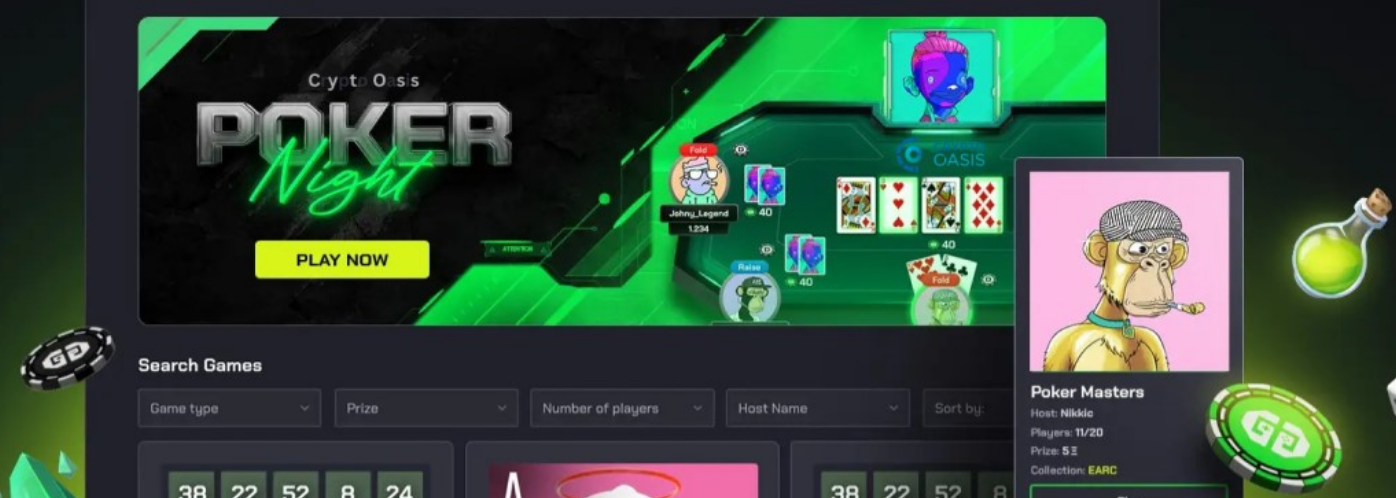 Crypto Oasis
POKER
Night
PLAY NOW
Fold
Johny_Legend
1.234
40
OASIS
40
Raise
40
Fold
ATTENTION
Search Games
Game type
Prize
Number of players
Host Name
Sort by:
38 22 52 8 24
A
38 22 52 8
Poker Masters
Host: Nikkic
Players: 11/20
Prize: 5Ξ
Collection: EARC